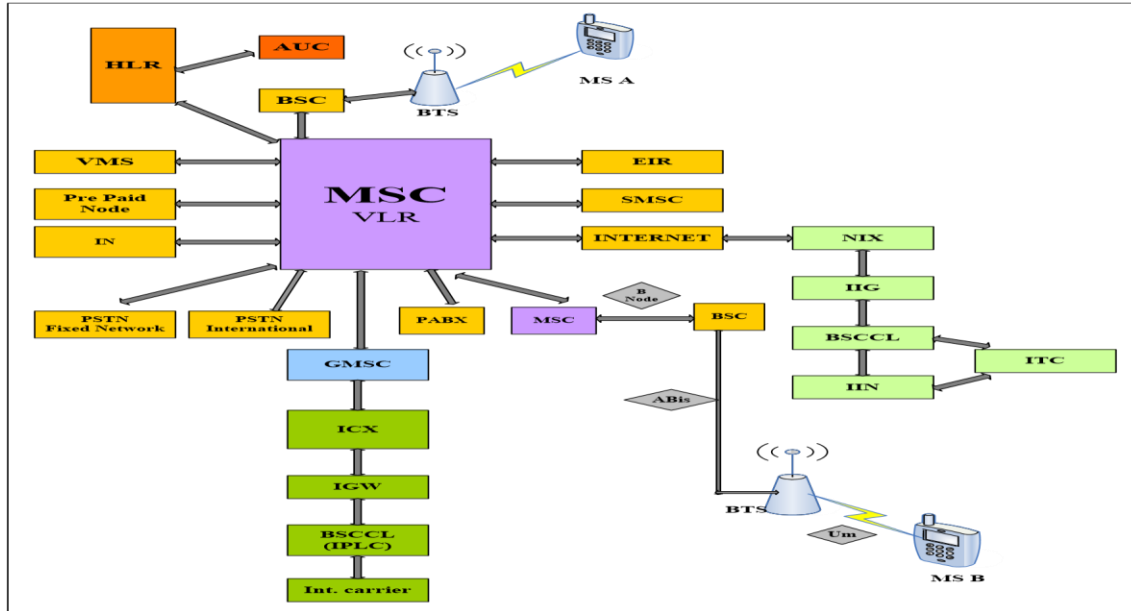 HLR
AUC
MS A
BSC
BTS
VMS
MSC
VLR
EIR
Pre Paid
Node
SMSC
IN
INTERNET
NIX
B
Node
IIG
PSTN
Fixed Network
PSTN
International
PABX
MSC
BSC
BSCCL
GMSC
ITC
IIN
ABis
ICX
IGW
BTS
Um
BSCCL
(IPLC)
MS B
Int. carrier